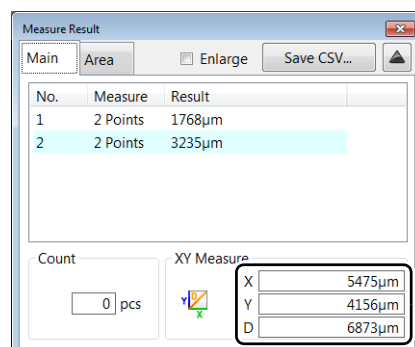 Measure Result
Main Area Enlarge Save CSV...
No. Measure Result
1 2 Points 1768µm
2 2 Points 3235µm
Count XY Measure
X 5475µm
0 pcs Y D X Y 4156µm
D 6873µm